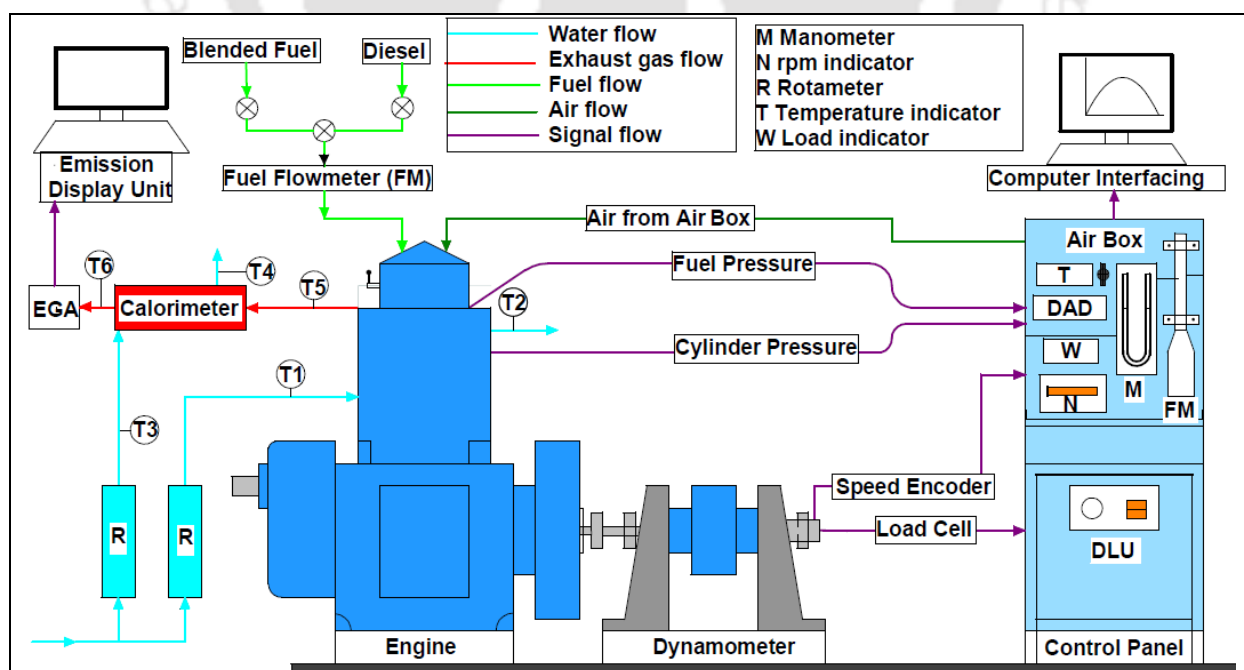 Blended Fuel
Diesel
Water flow
Exhaust gas flow
Fuel flow
Air flow
Signal flow
M Manometer
N rpm indicator
R Rotameter
T Temperature indicator
W Load indicator
Emission
Display Unit
Fuel Flowmeter (FM)
Computer Interfacing
Air from Air Box
Air Box
T6
T4
T5
T2
Fuel Pressure
T
DAD
EGA
Calorimeter
Cylinder Pressure
W
M
N
FM
T1
T3
R
R
Speed Encoder
Load Cell
DLU
Engine
Dynamometer
Control Panel